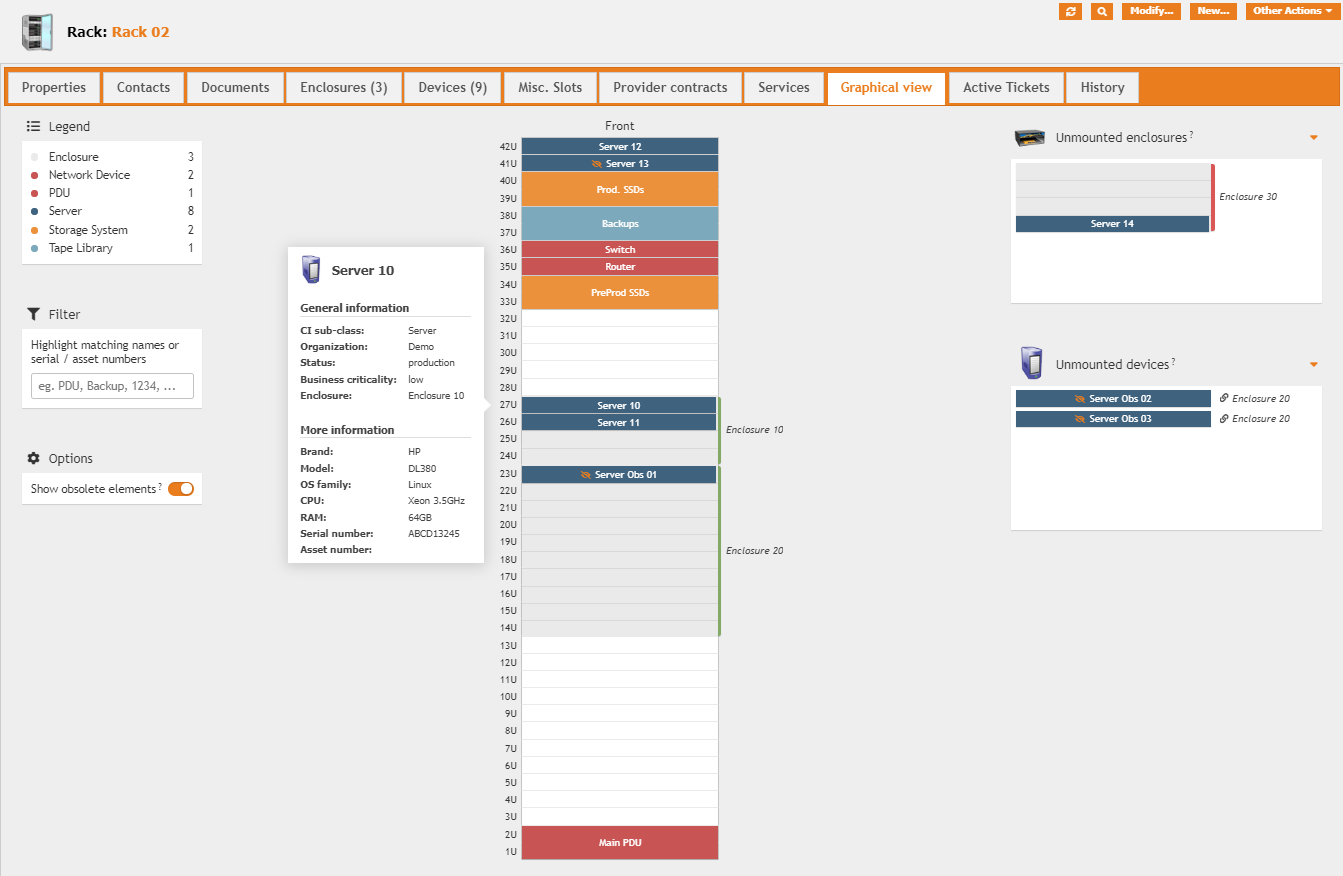 Rack: Rack 02
Modify...
New...
Other Actions
Properties
Contacts
Documents
Enclosures (3)
Devices (9)
Misc. Slots
Provider contracts
Services
Graphical view
Active Tickets
History
Legend
Enclosure 3
Network Device 2
PDU 1
Server 8
Storage System 2
Tape Library 1
Filter
Highlight matching names or
serial / asset numbers
eg. PDU, Backup, 1234, ...
Options
Show obsolete elements ?
Server 10
General information
CI sub-class: Server
Organization: Demo
Status: production
Business criticality: low
Enclosure: Enclosure 10
More information
Brand: HP
Model: DL380
OS family: Linux
CPU: Xeon 3.5GHz
RAM: 64GB
Serial number: ABCD13245
Asset number:
Front
42U Server 12
41U Server 13
40U
Prod. SSDs
39U
38U
Backups
37U
36U Switch
35U Router
34U
PreProd SSDs
33U
32U
31U
30U
29U
28U
27U Server 10
26U Server 11
Enclosure 10
25U
24U
23U Server Obs 01
22U
21U
20U
19U
Enclosure 20
18U
17U
16U
15U
14U
13U
12U
11U
10U
9U
8U
7U
6U
5U
4U
3U
2U
Main PDU
1U
Unmounted enclosures ?
Enclosure 30
Server 14
Unmounted devices ?
Server Obs 02 Enclosure 20
Server Obs 03 Enclosure 20